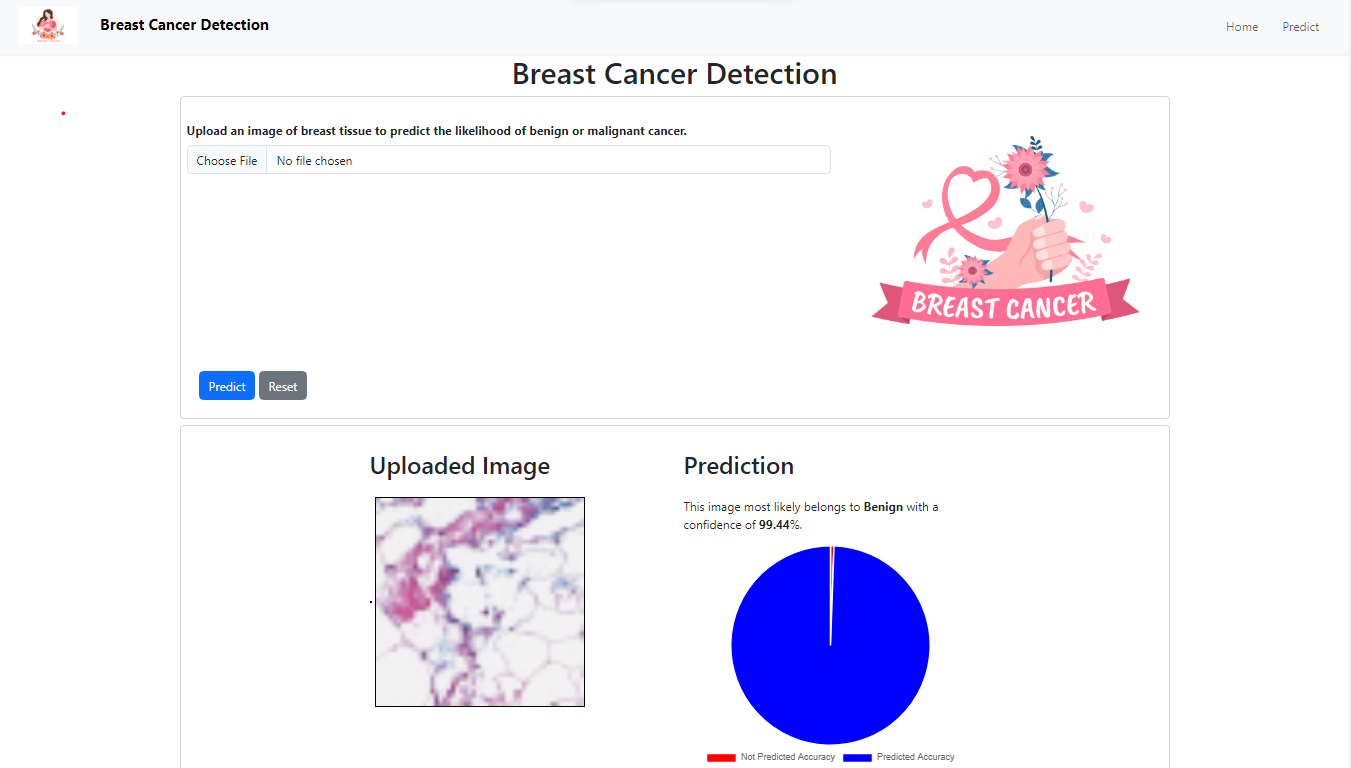 Breast Cancer Detection
Home
Predict
Breast Cancer Detection
Upload an image of breast tissue to predict the likelihood of benign or malignant cancer.
Choose File
No file chosen
BREAST CANCER
Predict
Reset
Uploaded Image
Prediction
This image most likely belongs to Benign with a
confidence of 99.44%.
Not Predicted Accuracy
Predicted Accuracy